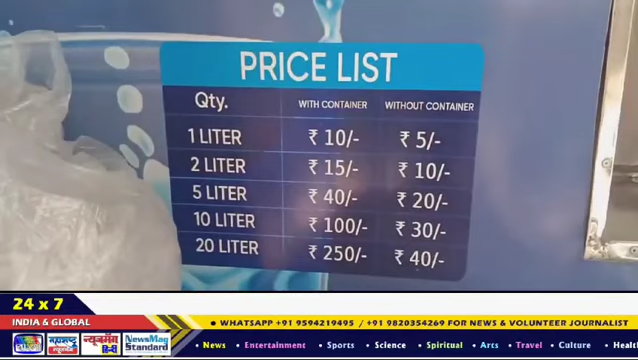 PRICE LIST
Qty. WITH CONTAINER WITHOUT CONTAINER
1 LITER ₹ 10/- ₹ 5/-
2 LITER ₹ 15/- ₹ 10/-
5 LITER ₹ 40/- ₹ 20/-
10 LITER ₹ 100/- ₹ 30/-
20 LITER ₹ 250/- ₹ 40/-
24 x 7
INDIA & GLOBAL
● WHATSAPP +91 9594219495 / +91 9820354269 FOR NEWS & VOLUNTEER JOURNALIST
NewsMag Standard
• News • Entertainment • Sports • Science • Spiritual • Arts • Travel • Culture • Healt